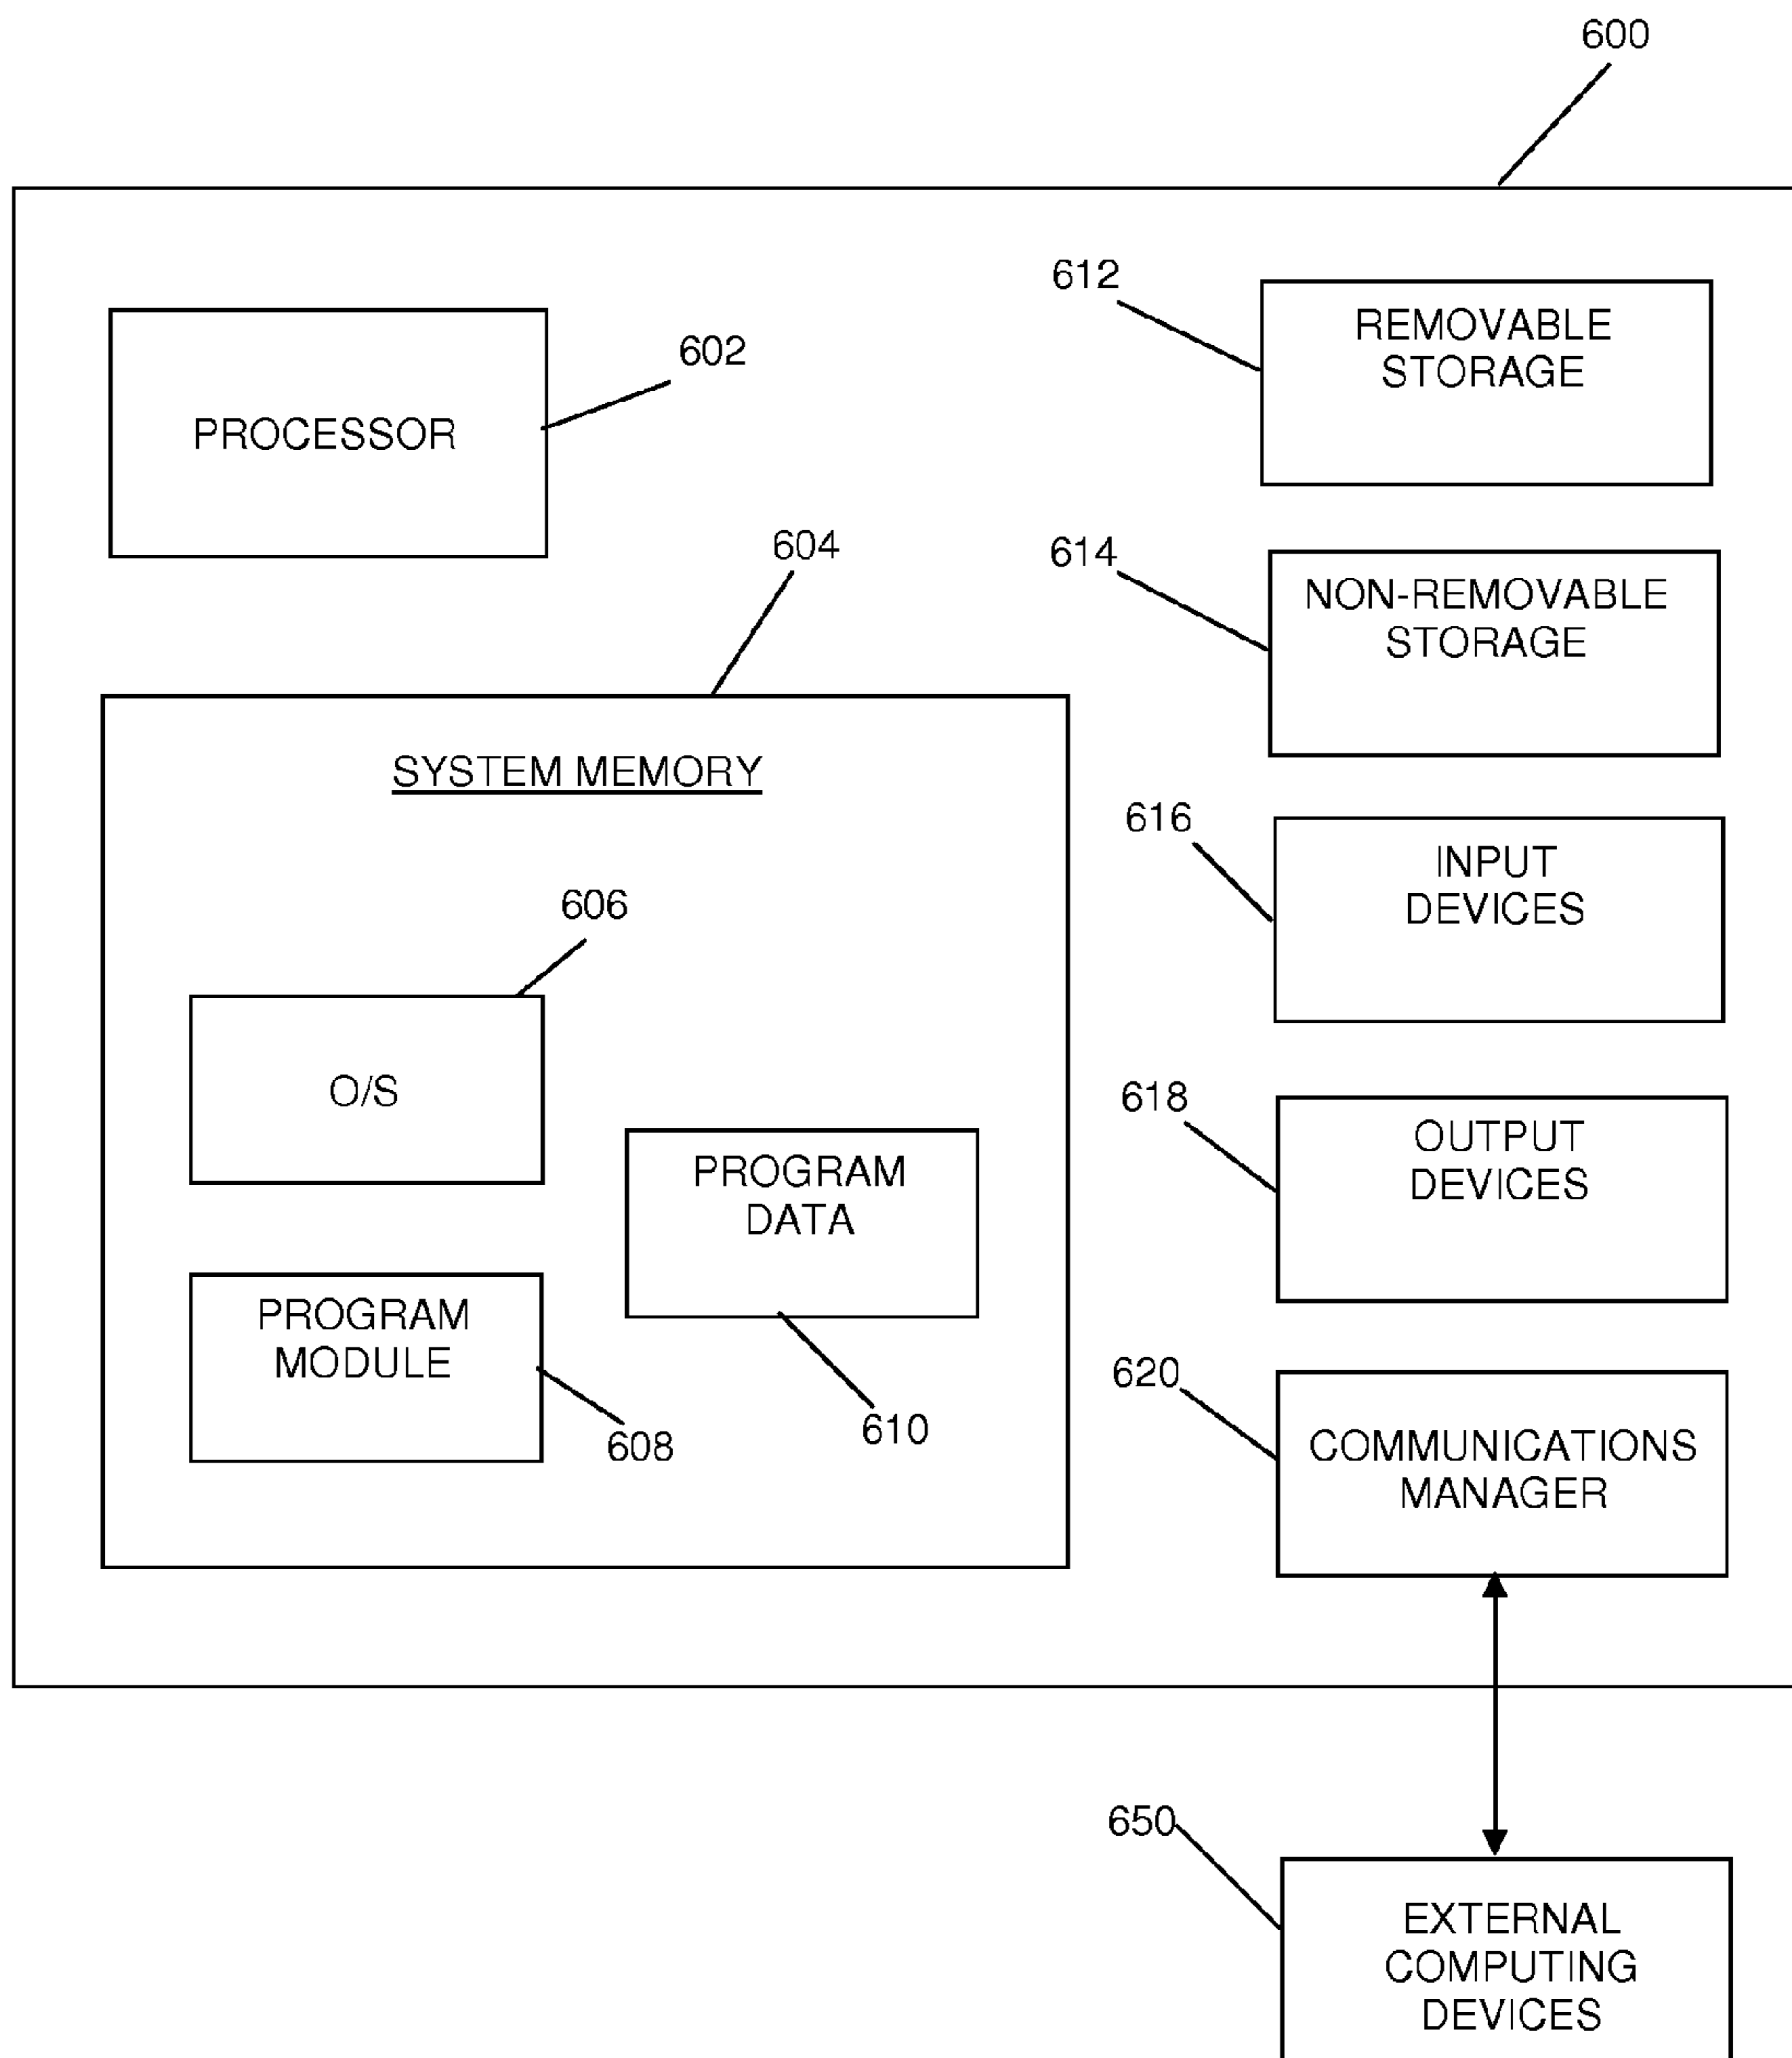 600
612
REMOVABLE
STORAGE
602
PROCESSOR
604
614
NON-REMOVABLE
STORAGE
SYSTEM MEMORY
616
INPUT
DEVICES
606
O/S
618
OUTPUT
DEVICES
PROGRAM
DATA
PROGRAM
MODULE
608
610
620
COMMUNICATIONS
MANAGER
650
EXTERNAL
COMPUTING
DEVICES